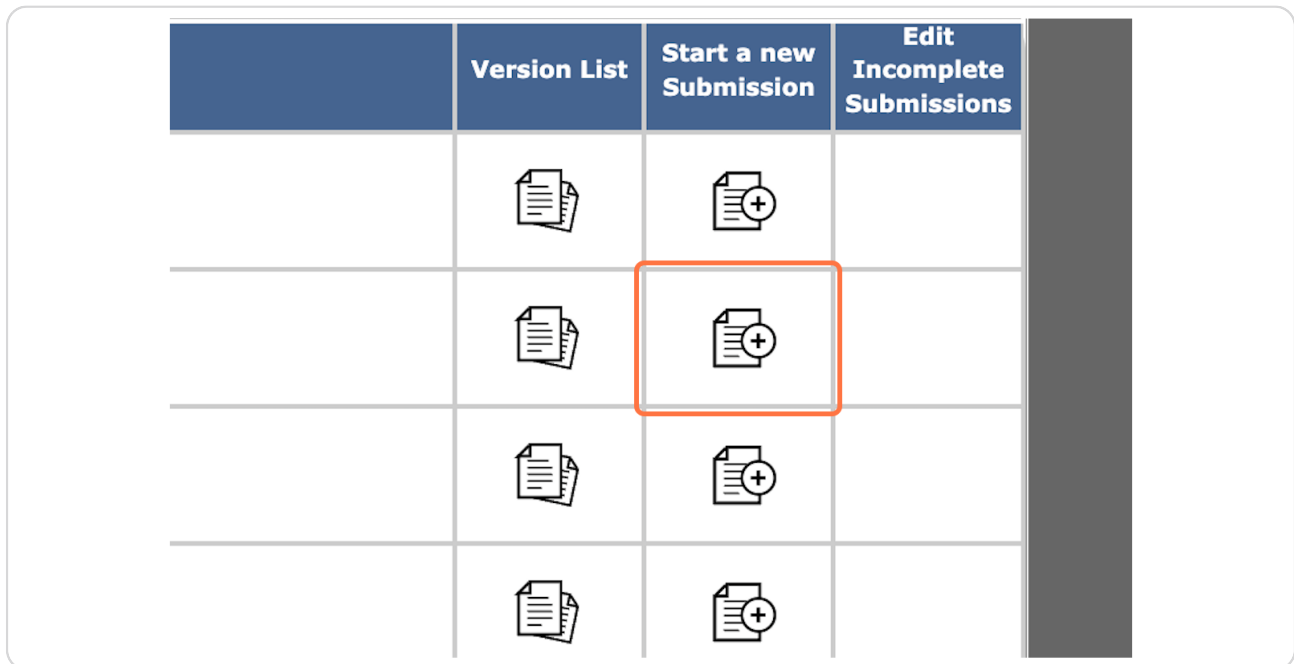 Version List
Start a new
Submission
Edit
Incomplete
Submissions